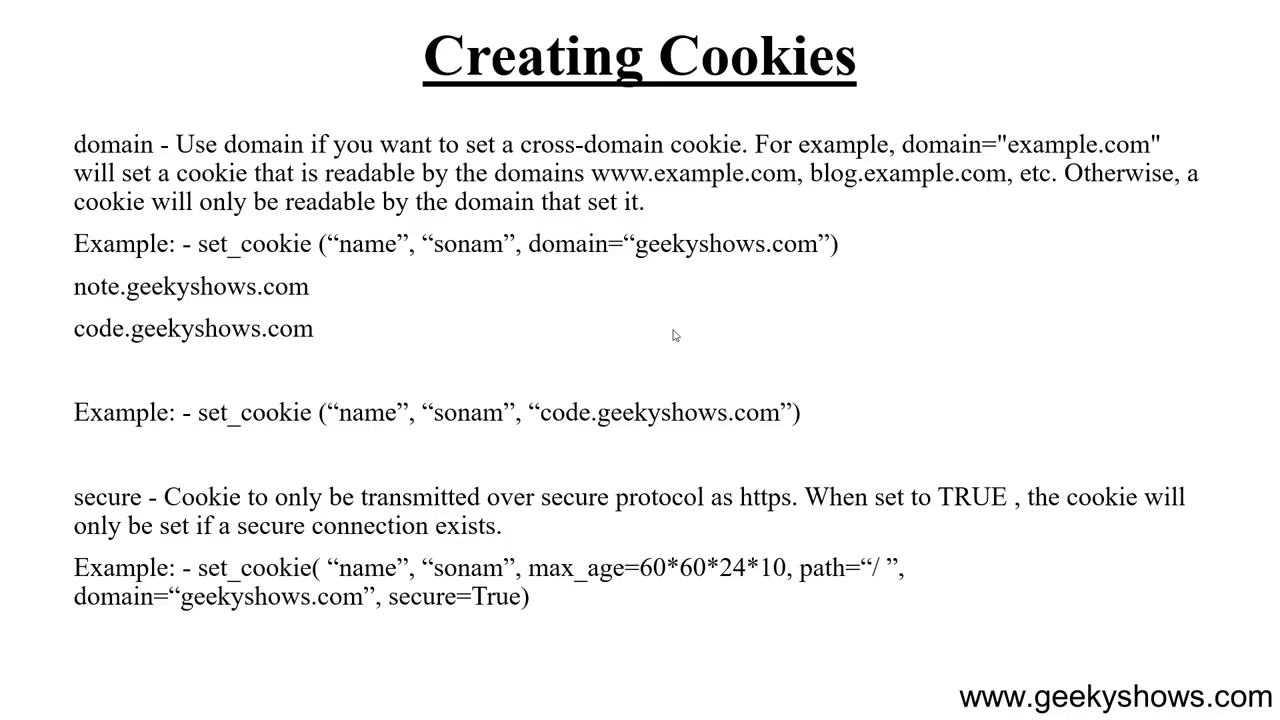 Creating Cookies
domain - Use domain if you want to set a cross-domain cookie. For example, domain="example.com"
will set a cookie that is readable by the domains www.example.com, blog.example.com, etc. Otherwise, a
cookie will only be readable by the domain that set it.
Example: - set_cookie (“name”, “sonam”, domain=“geekyshows.com”)
note.geekyshows.com
code.geekyshows.com
Example: - set_cookie (“name”, “sonam”, “code.geekyshows.com”)
secure - Cookie to only be transmitted over secure protocol as https. When set to TRUE , the cookie will
only be set if a secure connection exists.
Example: - set_cookie( “name”, “sonam”, max_age=60*60*24*10, path=“/ ”,
domain=“geekyshows.com”, secure=True)
www.geekyshows.com